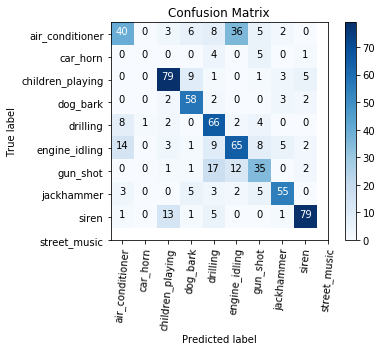 Confusion Matrix
air_conditioner 40 0 3 6 8 36 5 2 0
car_horn 0 0 0 0 4 0 5 0 1
children_playing 0 0 79 9 1 0 1 3 5
dog_bark 0 0 2 58 2 0 0 3 2
drilling 8 1 2 0 66 2 4 0 0
engine_idling 14 0 3 1 9 65 8 5 2
gun_shot 0 0 1 1 17 12 35 0 2
jackhammer 3 0 0 5 3 2 5 55 2
siren 1 0 13 1 5 0 0 1 79
street_music
True label
air_conditioner
car_horn
children_playing
dog_bark
drilling
engine_idling
gun_shot
jackhammer
siren
street_music
Predicted label
70
60
50
40
30
20
10
0